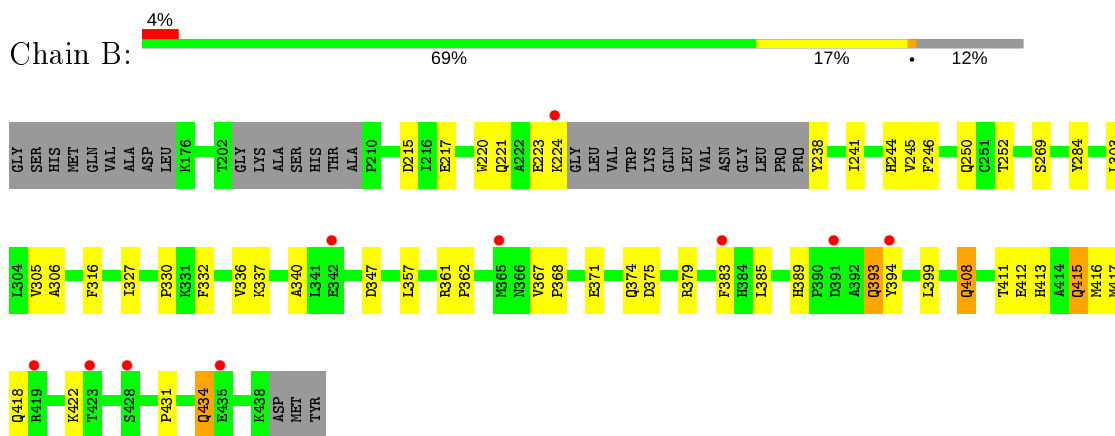 4%
Chain B:
69% 17% • 12%
GLY SER HIS MET GLN VAL ALA ASP LEU K176 T202 GLY LYS ALA SER HIS THR ALA P210 D215 I216 E217 W220 Q221 A222 E223 K224 GLY LEU VAL TRP LYS GLN LEU VAL ASN GLY LEU PRO PRO Y238 I241 H244 V245 F246 Q250 C251 T252 S269 Y284 L303
L304 V305 A306 F316 I327 P330 K331 F332 V336 K337 A340 L341 E342 D347 L357 R361 P362 M365 N366 V367 P368 E371 Q374 D375 R379 F383 H384 L385 H389 P390 D391 A392 Q393 Y394 L399 Q408 T411 E412 H413 A414 Q415 M416 M417
Q418 R419 K422 T423 S428 P431 Q434 E435 K438 ASP MET TYR